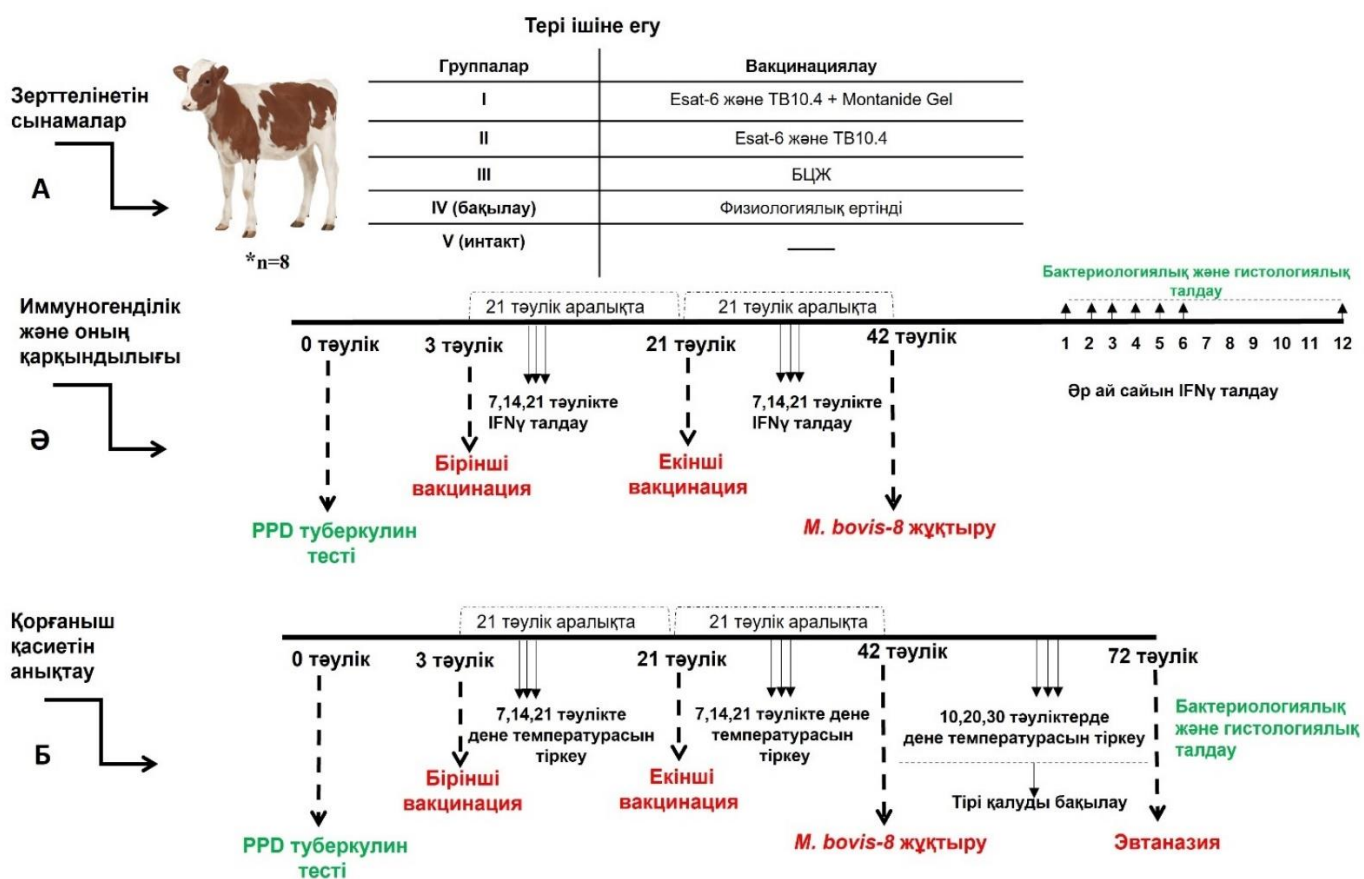 Тері ішіне егу
Зерттелінетін
сынамалар
А
*n=8
Группалар Вакцинациялау
I Esat-6 және TB10.4 + Montanide Gel
II Esat-6 және TB10.4
III БЦЖ
IV (бақылау) Физиологиялық ертінді
V (интакт)
Иммуногенділік
және оның
қарқындылығы
Ә
21 тәулік аралықта
21 тәулік аралықта
Бактериологиялық және гистологиялық
талдау
0 тәулік
3 тәулік
21 тәулік
42 тәулік
1 2 3 4 5 6 7 8 9 10 11 12
7,14,21 тәулікте
IFNγ талдау
7,14,21 тәулікте
IFNγ талдау
Әр ай сайын IFNγ талдау
Бірінші
вакцинация
Екінші
вакцинация
PPD туберкулин
тесті
M. bovis-8 жұқтыру
Қорғаныш
қасиетін
анықтау
Б
21 тәулік аралықта
21 тәулік аралықта
0 тәулік
3 тәулік
21 тәулік
42 тәулік
72 тәулік
7,14,21 тәулікте
дене температурасын
тіркеу
7,14,21 тәулікте дене
температурасын
тіркеу
10,20,30 тәуліктерде
дене температурасын тіркеу
Бактериологиялық
және гистологиялық
талдау
Бірінші
вакцинация
Екінші
вакцинация
Тірі қалуды бақылау
PPD туберкулин
тесті
M. bovis-8 жұқтыру
Эвтаназия